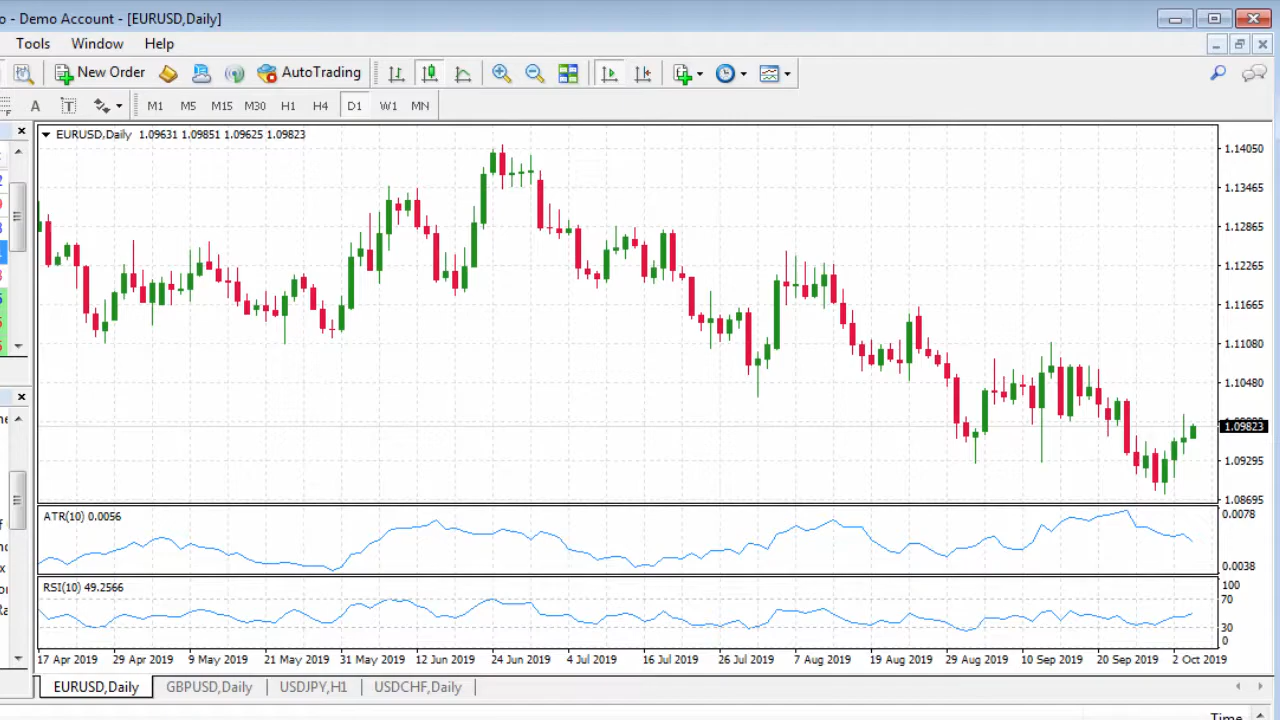 o - Demo Account - [EURUSD,Daily]
Tools Window Help
New Order AutoTrading
A T M1 M5 M15 M30 H1 H4 D1 W1 MN
EURUSD,Daily 1.09631 1.09851 1.09625 1.09823
1.14050
1.13465
1.12865
1.12265
1.11665
1.11080
1.10480
1.09823
1.09295
1.08695
ATR(10) 0.0056
0.0078
0.0038
RSI(10) 49.2566
100
70
30
0
17 Apr 2019 29 Apr 2019 9 May 2019 21 May 2019 31 May 2019 12 Jun 2019 24 Jun 2019 4 Jul 2019 16 Jul 2019 26 Jul 2019 7 Aug 2019 19 Aug 2019 29 Aug 2019 10 Sep 2019 20 Sep 2019 2 Oct 2019
EURUSD,Daily GBPUSD,Daily USDJPY,H1 USDCHF,Daily
Time